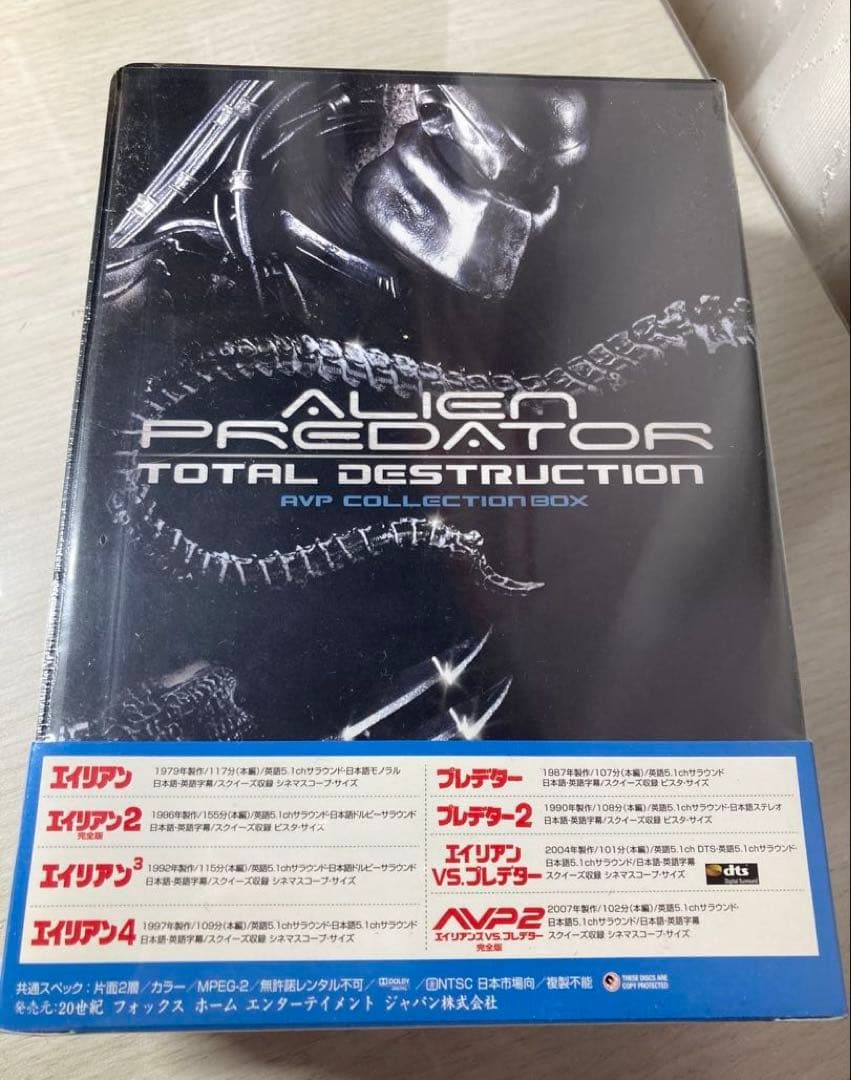 ALIEN
PREDATOR
TOTAL DESTRUCTION
AVP COLLECTION BOX
エイリアン
1979年製作/117分(本編)/英語5.1chサラウンド・日本語モノラル
日本語・英語字幕/スクイーズ収録 シネマスコープ・サイズ
エイリアン2
完全版
1986年製作/155分(本編)/英語5.1chサラウンド・日本語ドルビーサラウンド
日本語・英語字幕/スクイーズ収録 ビスタ・サイズ
エイリアン3
1992年製作/115分(本編)/英語5.1chサラウンド・日本語ドルビーサラウンド
日本語・英語字幕/スクイーズ収録 シネマスコープ・サイズ
エイリアン4
1997年製作/109分(本編)/英語5.1chサラウンド・日本語5.1chサラウンド
日本語・英語字幕/スクイーズ収録 シネマスコープ・サイズ
プレデター
1987年製作/107分(本編)/英語5.1chサラウンド
日本語・英語字幕/スクイーズ収録 ビスタ・サイズ
プレデター2
1990年製作/108分(本編)/英語5.1chサラウンド・日本語ステレオ
日本語・英語字幕/スクイーズ収録 ビスタ・サイズ
エイリアン
VS.プレデター
2004年製作/101分(本編)/英語5.1ch DTS・英語5.1chサラウンド・
日本語5.1chサラウンド/日本語・英語字幕
スクイーズ収録 シネマスコープ・サイズ
dts
Digital Surround
AVP2
エイリアンズVS.プレデター
完全版
2007年製作/102分(本編)/英語5.1chサラウンド・
日本語5.1chサラウンド/日本語・英語字幕
スクイーズ収録 シネマスコープ・サイズ
共通スペック:片面2層/カラー/MPEG-2/無許諾レンタル不可/DOLBY DIGITAL/2NTSC 日本市場向/複製不能
THESE DISCS ARE
COPY PROTECTED
発売元:20世紀 フォックス ホーム エンターテイメント ジャパン株式会社